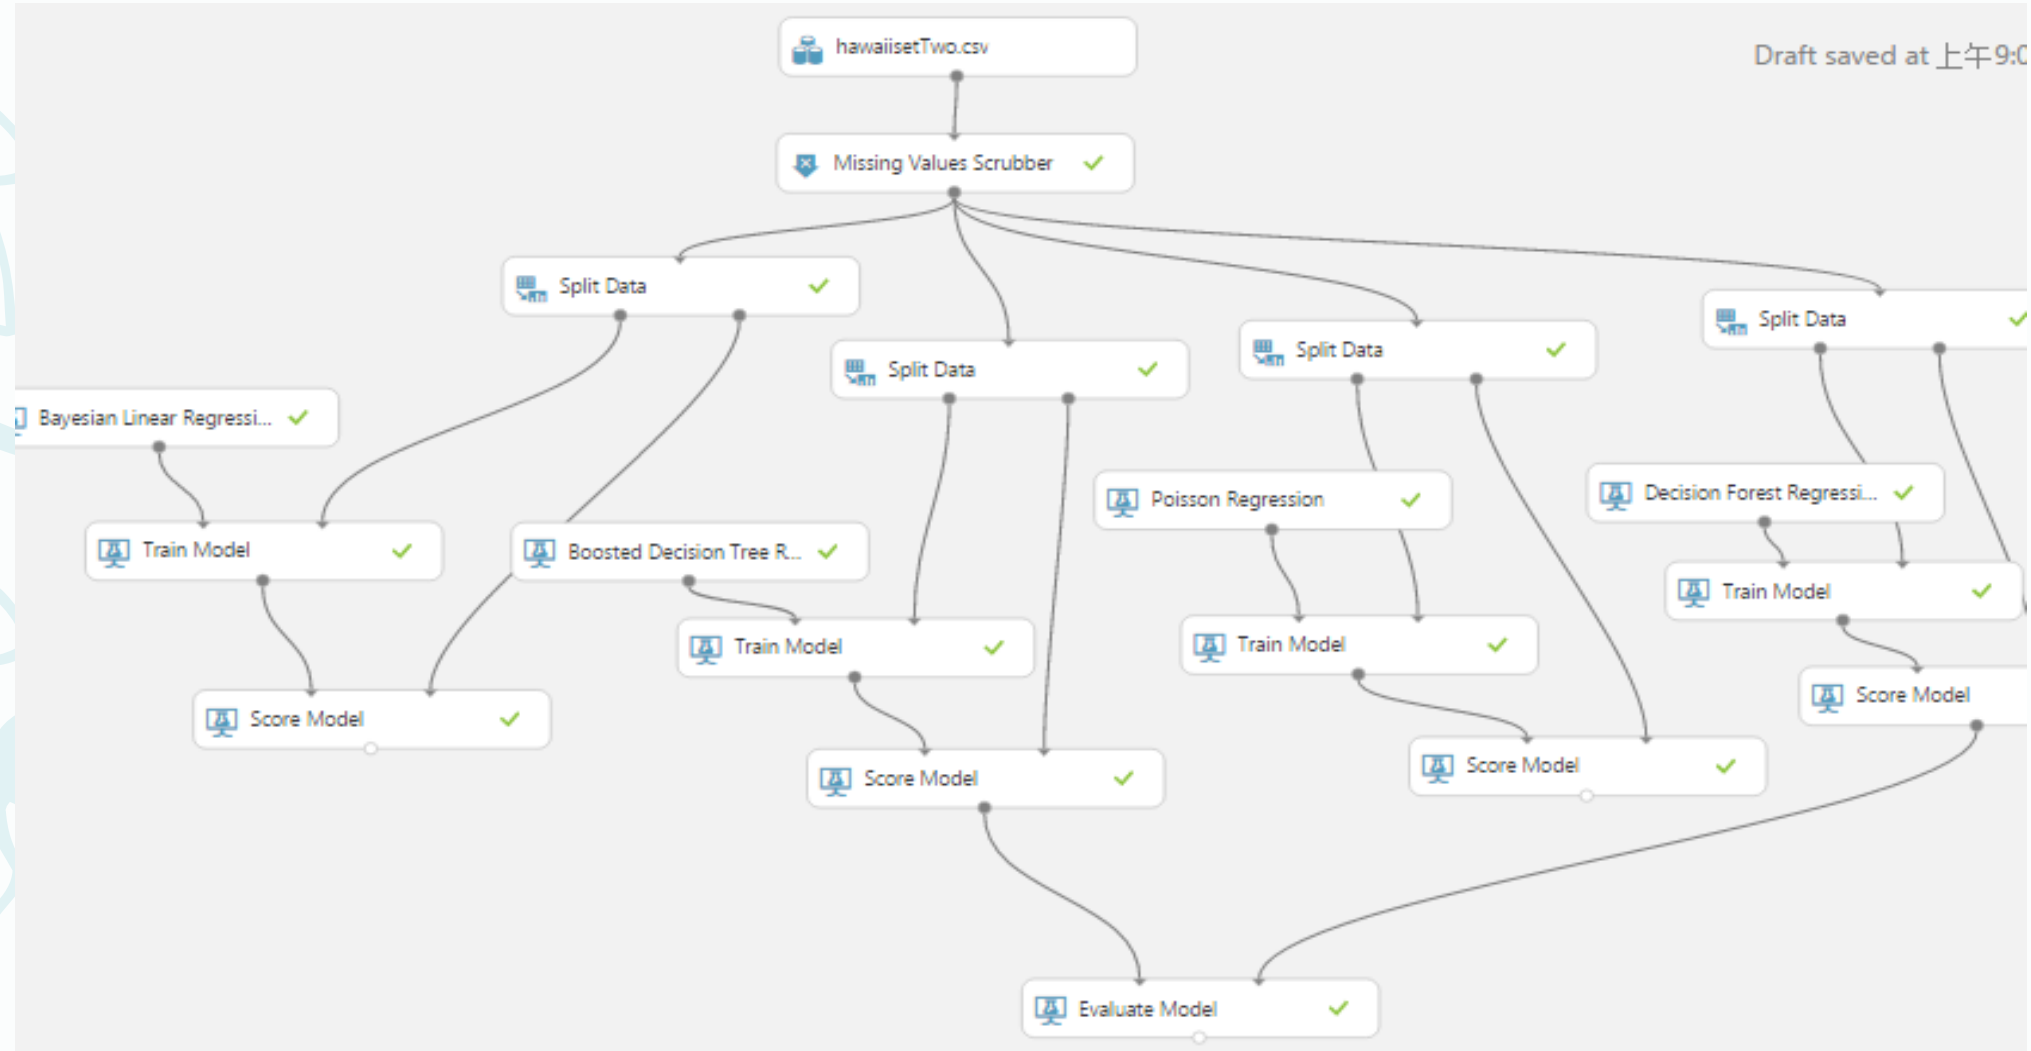 hawaiisetTwo.csv
Draft saved at 上午9:0
Missing Values Scrubber
Split Data
Split Data
Split Data
Split Data
Bayesian Linear Regressi...
Poisson Regression
Decision Forest Regressi...
Train Model
Boosted Decision Tree R...
Train Model
Train Model
Train Model
Score Model
Score Model
Score Model
Score Model
Evaluate Model